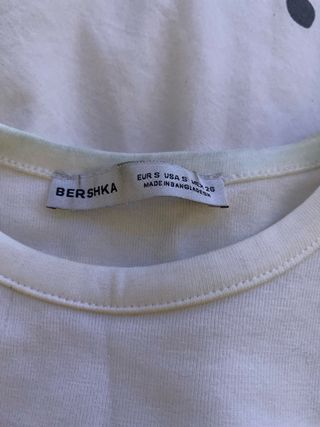 BERSHKA
EUR S USA S MEX 26
MADE IN BANGLADESH